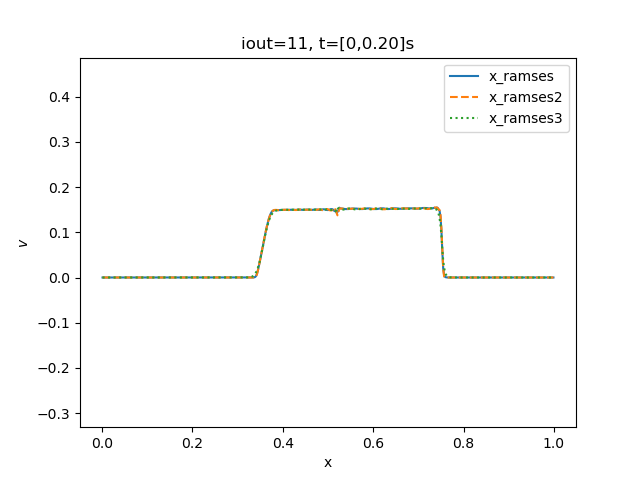 iout=11, t=[0,0.20]s
x_ramses
x_ramses2
x_ramses3
0.4
0.3
0.2
0.1
0.0
−0.1
−0.2
−0.3
v
0.0 0.2 0.4 0.6 0.8 1.0
x